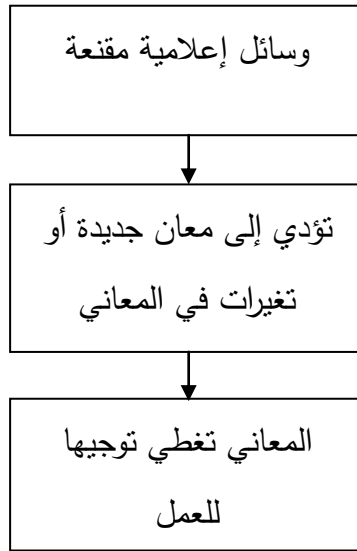 وسائل إعلامية مقنعة
تؤدي إلى معان جديدة أو
تغيرات في المعاني
المعاني تغطي توجيها
للعمل